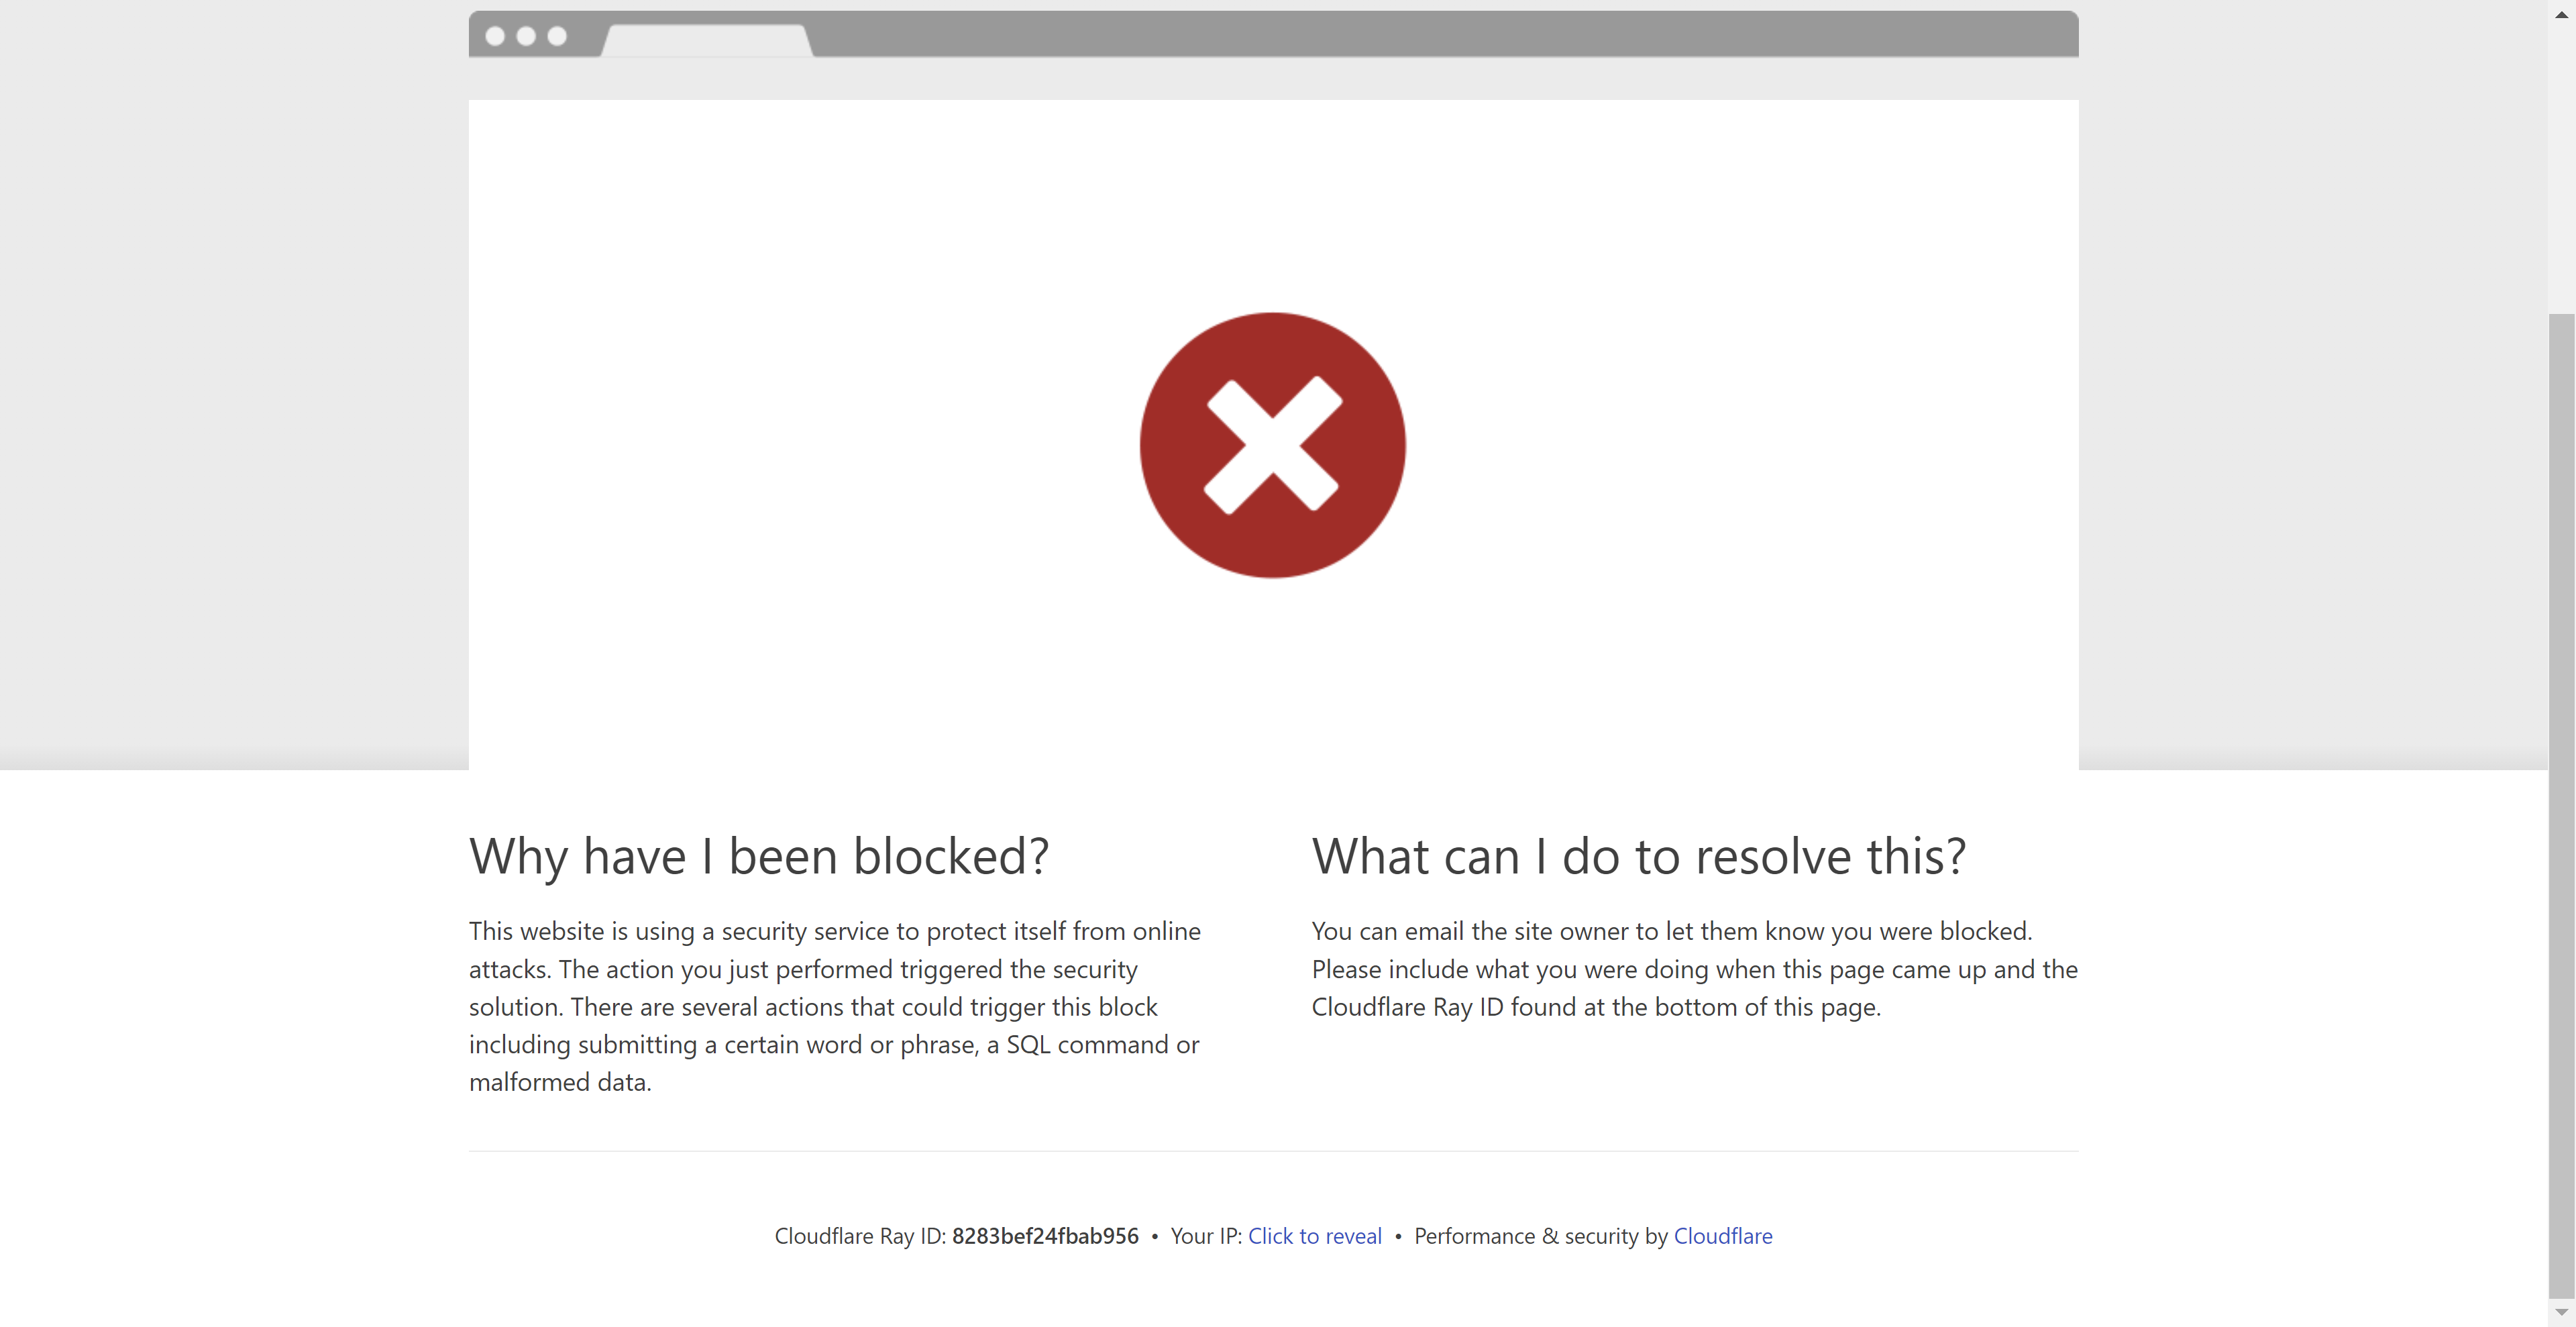 Why have I been blocked?
This website is using a security service to protect itself from online
attacks. The action you just performed triggered the security
solution. There are several actions that could trigger this block
including submitting a certain word or phrase, a SQL command or
malformed data.
What can I do to resolve this?
You can email the site owner to let them know you were blocked.
Please include what you were doing when this page came up and the
Cloudflare Ray ID found at the bottom of this page.
Cloudflare Ray ID: 8283bef24fbab956 • Your IP: Click to reveal • Performance & security by Cloudflare